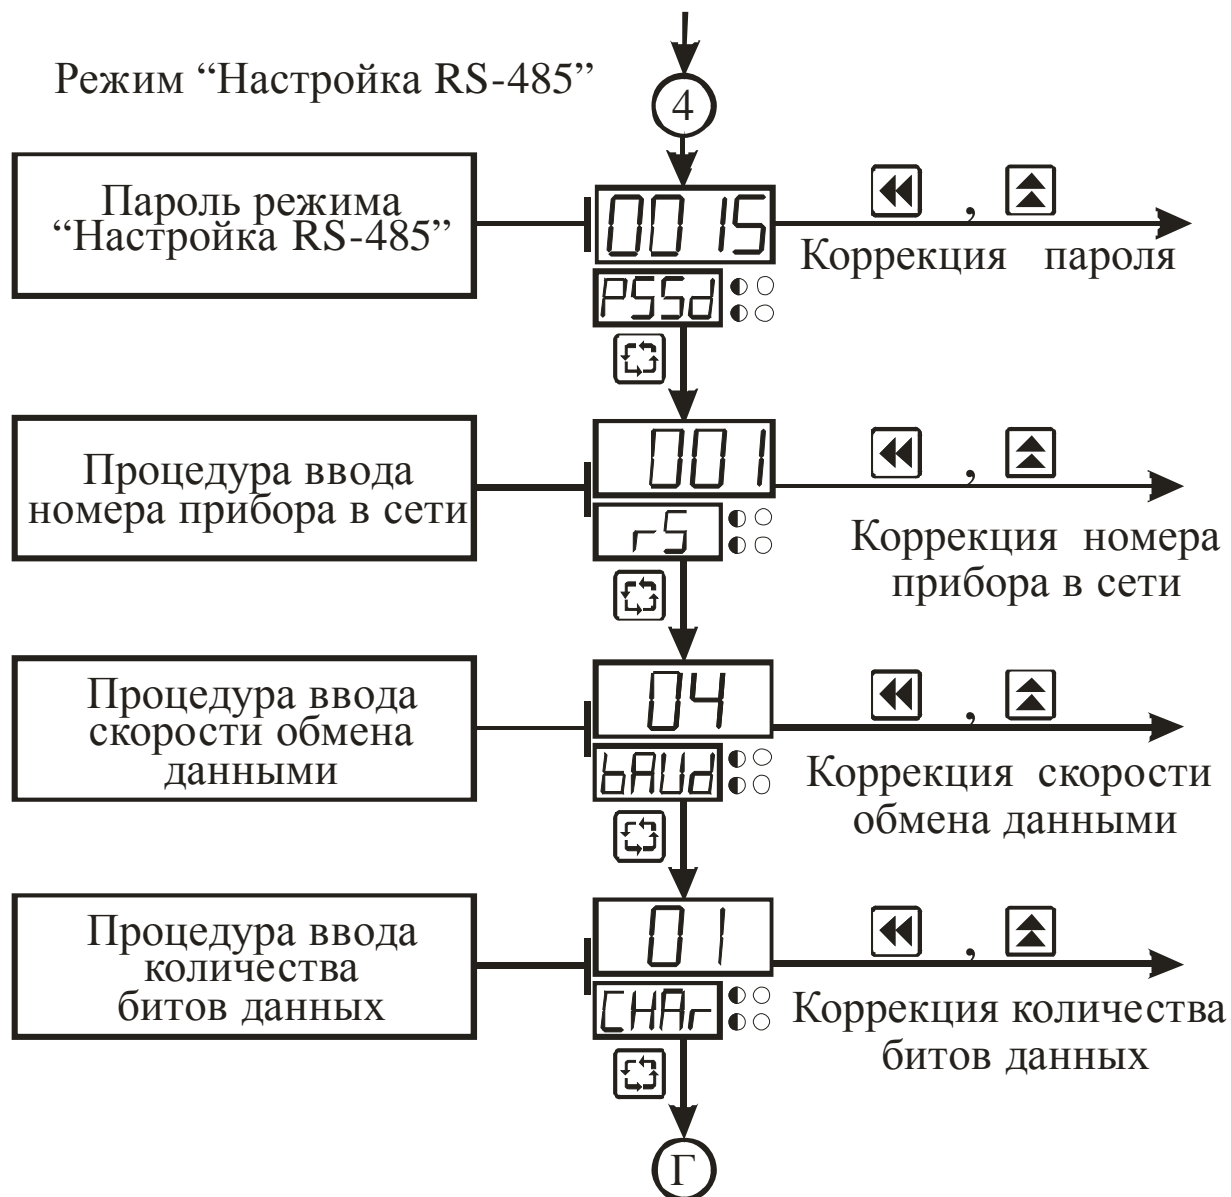 Режим “Настройка RS-485”
4
Пароль режима
“Настройка RS-485”
0015
PSSd
,
Коррекция пароля
Процедура ввода
номера прибора в сети
001
rS
,
Коррекция номера
прибора в сети
Процедура ввода
скорости обмена
данными
04
bAUd
,
Коррекция скорости
обмена данными
Процедура ввода
количества
битов данных
01
CHAr
,
Коррекция количества
битов данных
Г